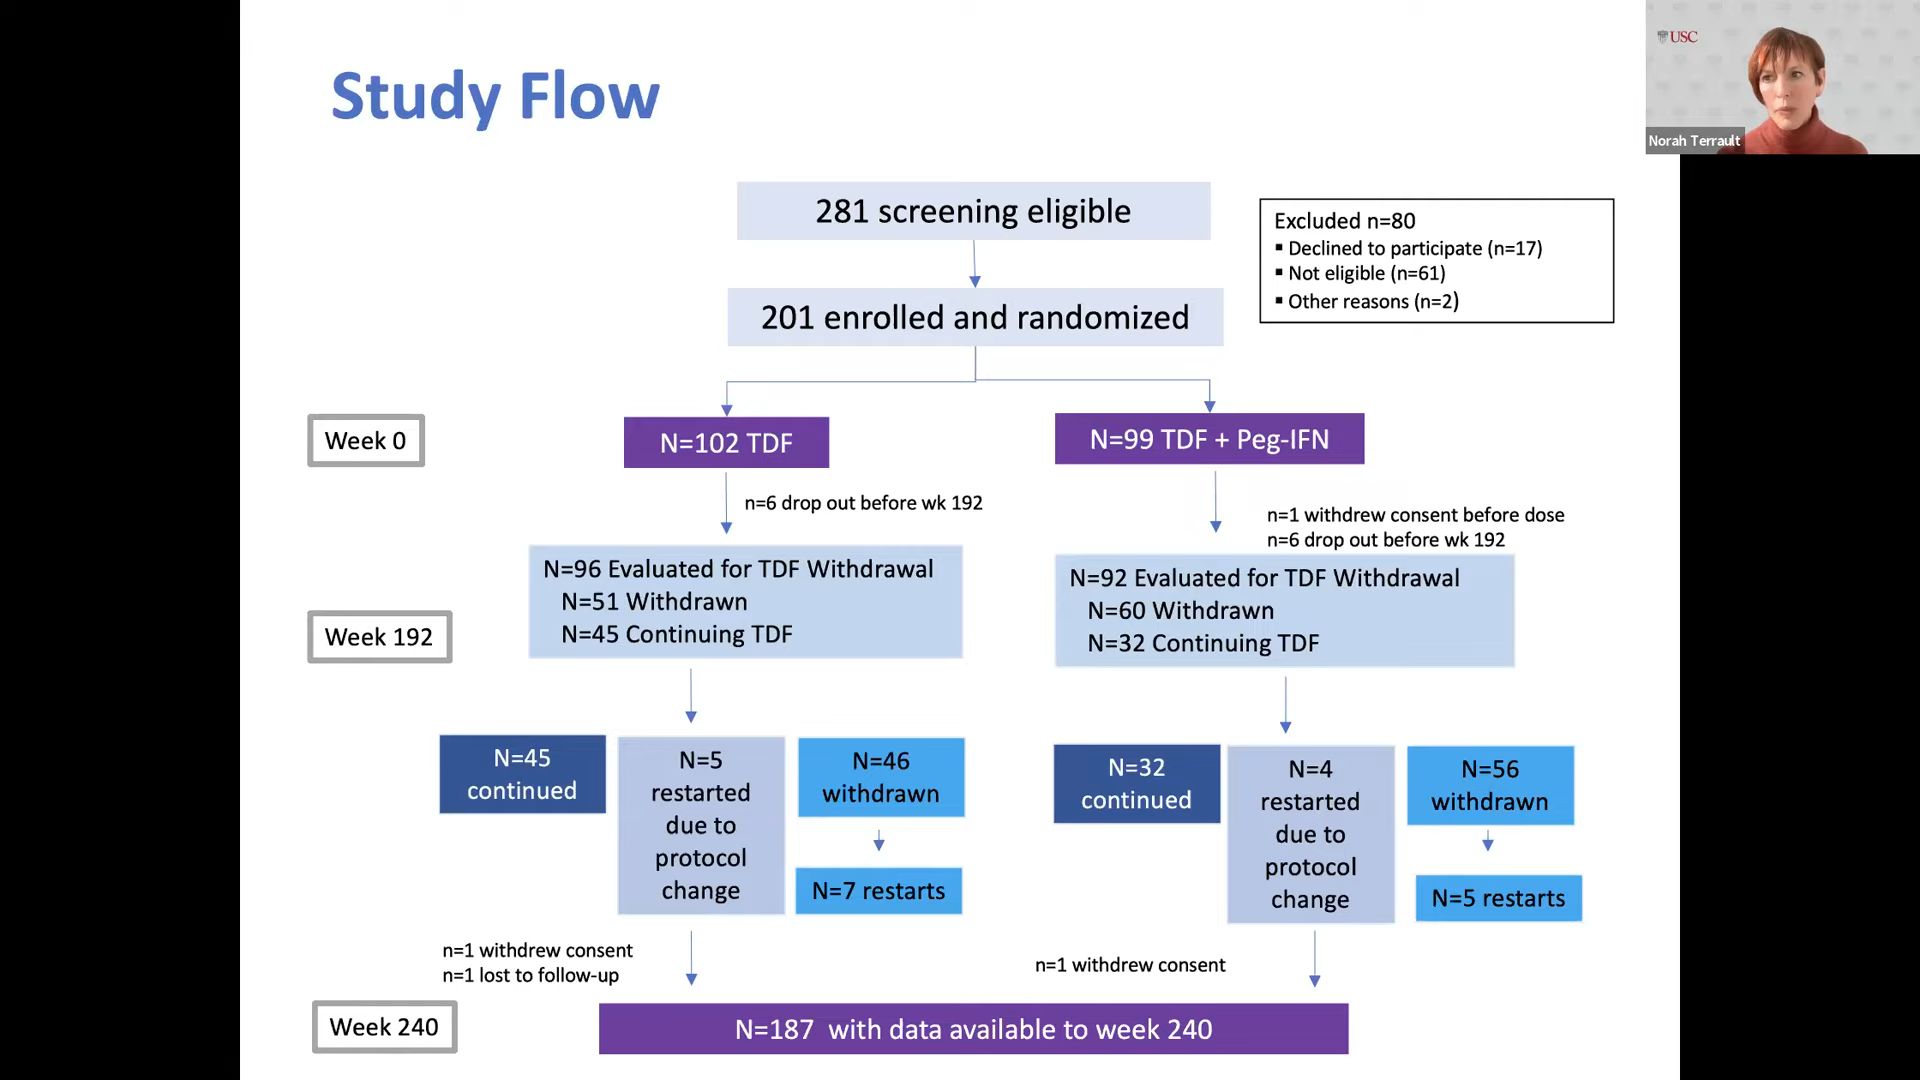 Study Flow
USC
Norah Terrault
281 screening eligible
Excluded n=80
▪ Declined to participate (n=17)
▪ Not eligible (n=61)
▪ Other reasons (n=2)
201 enrolled and randomized
Week 0
N=102 TDF
N=99 TDF + Peg-IFN
n=6 drop out before wk 192
n=1 withdrew consent before dose
n=6 drop out before wk 192
Week 192
N=96 Evaluated for TDF Withdrawal
N=51 Withdrawn
N=45 Continuing TDF
N=92 Evaluated for TDF Withdrawal
N=60 Withdrawn
N=32 Continuing TDF
N=45
continued
N=5
restarted
due to
protocol
change
N=46
withdrawn
N=7 restarts
N=32
continued
N=4
restarted
due to
protocol
change
N=56
withdrawn
N=5 restarts
n=1 withdrew consent
n=1 lost to follow-up
n=1 withdrew consent
Week 240
N=187 with data available to week 240